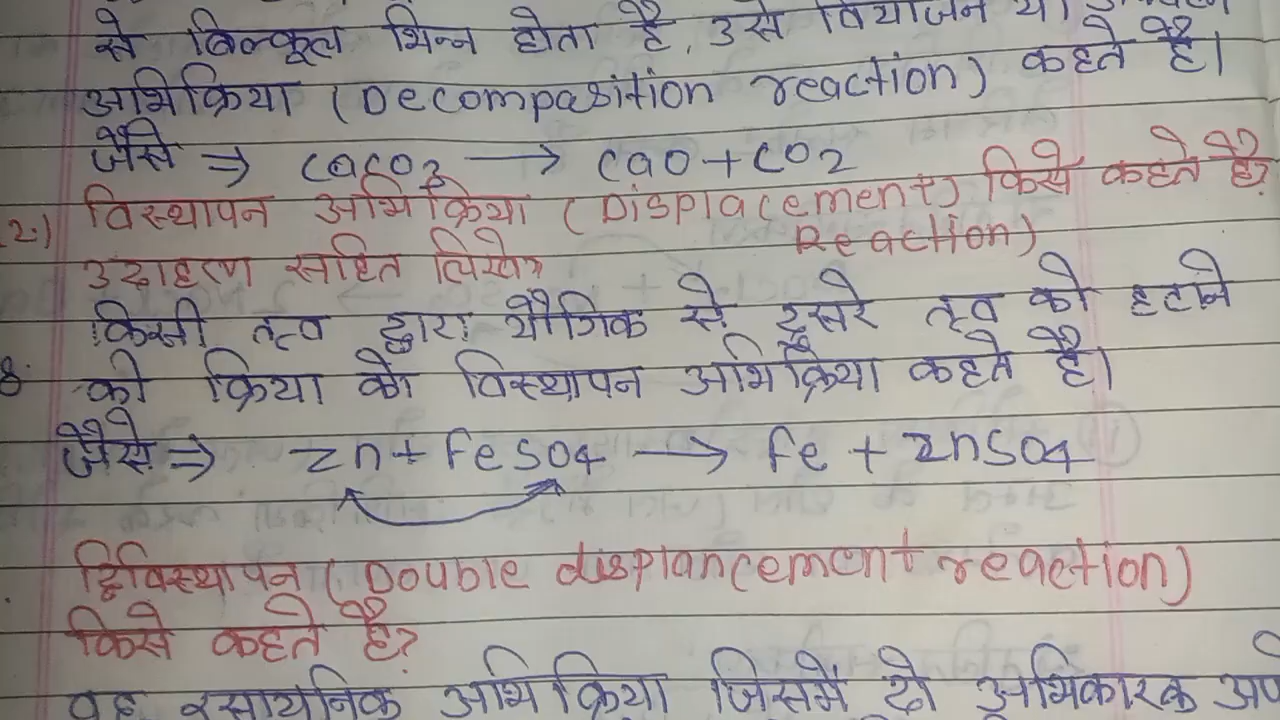 से बिल्कूल भिन्न होता है, उसे वियोजन या
अभिक्रिया (Decompasition reaction) कहते है।
जैसे ⇒ CaCO3 → CaO + CO2
2.) विस्थापन अभिक्रिया (Displacement) किसे कहते है?
Reaction)
उदाहरण सहित लिखे?
किसी तत्व द्वारा यौगिक से दुसरे तत्व को हटाने
की क्रिया को विस्थापन अभिक्रिया कहते है।
जैसे ⇒ Zn + FeSO4 → Fe + ZnSO4
द्विविस्थापन (Double displancement reaction)
किसे कहते है?
वह रसायनिक अभिक्रिया जिसमें दो अभिकारक